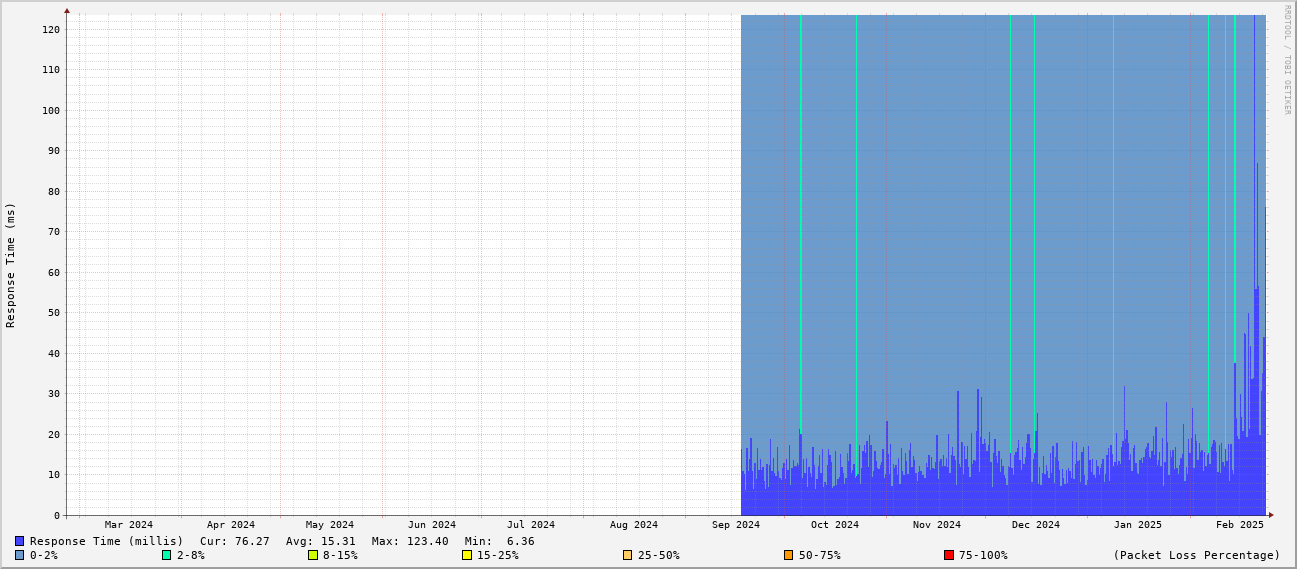 RRDTOOL / TOBI OETIKER
Response Time (ms)
120
110
100
90
80
70
60
50
40
30
20
10
0
Mar 2024 Apr 2024 May 2024 Jun 2024 Jul 2024 Aug 2024 Sep 2024 Oct 2024 Nov 2024 Dec 2024 Jan 2025 Feb 2025
Response Time (millis) Cur: 76.27 Avg: 15.31 Max: 123.40 Min: 6.36
0-2% 2-8% 8-15% 15-25% 25-50% 50-75% 75-100% (Packet Loss Percentage)